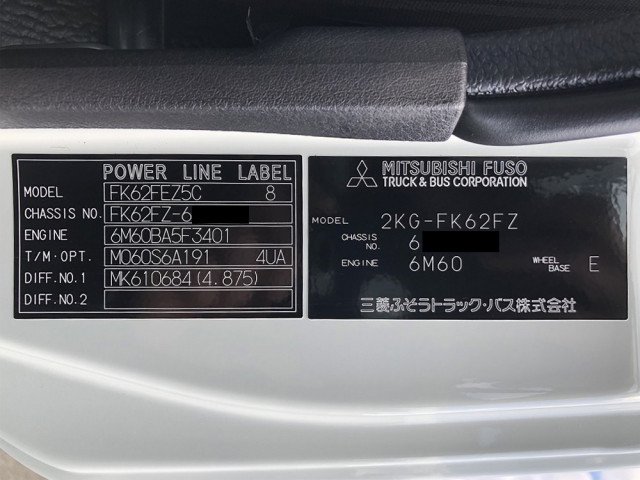 POWER LINE LABEL
MODEL FK62FEZ5C 8
CHASSIS NO. FK62FZ-6
ENGINE 6M60BA5F3401
T/M·OPT. M060S6A191 4UA
DIFF.NO.1 MK610684(4.875)
DIFF.NO.2
MITSUBISHI FUSO
TRUCK & BUS CORPORATION
MODEL 2KG-FK62FZ
CHASSIS NO. 6
ENGINE 6M60 WHEEL BASE E
三菱ふそうトラック・バス株式会社